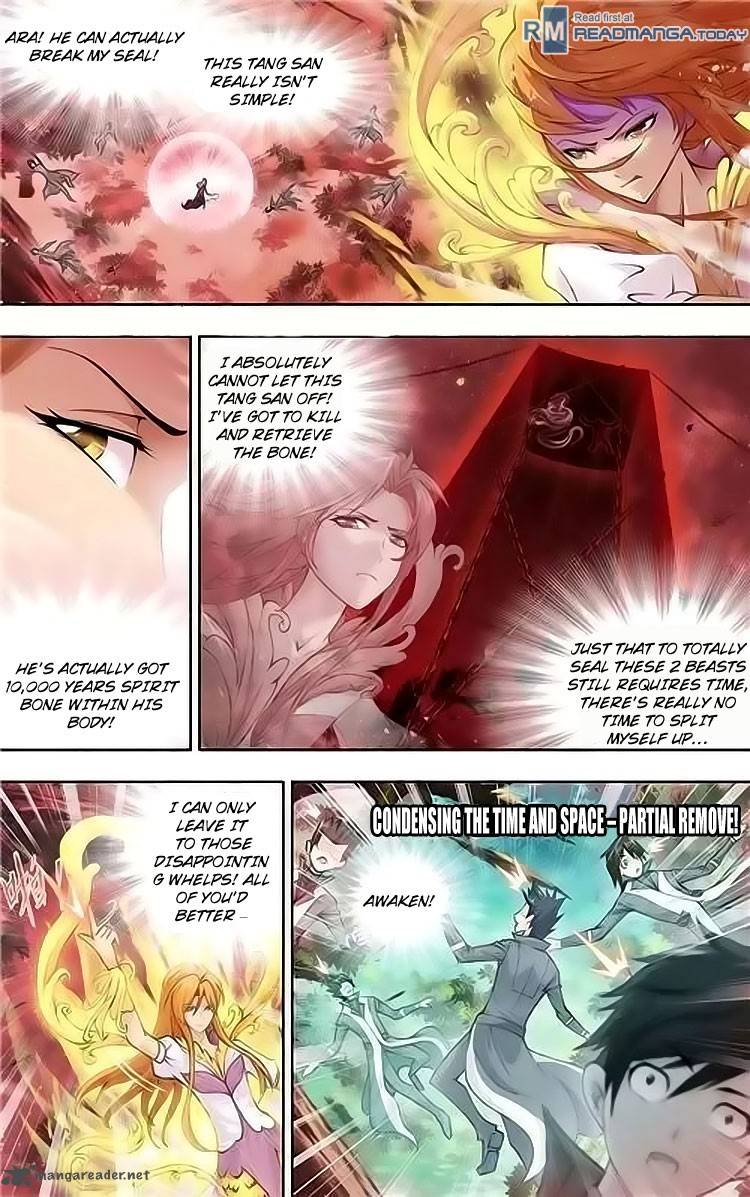 Read first at
RM READMANGA.TODAY
ARA! HE CAN ACTUALLY
BREAK MY SEAL!
THIS TANG SAN
REALLY ISN'T
SIMPLE!
HE'S ACTUALLY GOT
10,000 YEARS SPIRIT
BONE WITHIN HIS
BODY!
I ABSOLUTELY
CANNOT LET THIS
TANG SAN OFF!
I'VE GOT TO KILL
AND RETRIEVE
THE BONE!
JUST THAT TO TOTALLY
SEAL THESE 2 BEASTS
STILL REQUIRES TIME,
THERE'S REALLY NO
TIME TO SPLIT
MYSELF UP...
I CAN ONLY
LEAVE IT
TO THOSE
DISAPPOINTIN
G WHELPS! ALL
OF YOU'D
BETTER –
CONDENSING THE TIME AND SPACE – PARTIAL REMOVE!
AWAKEN!
mangareader.net